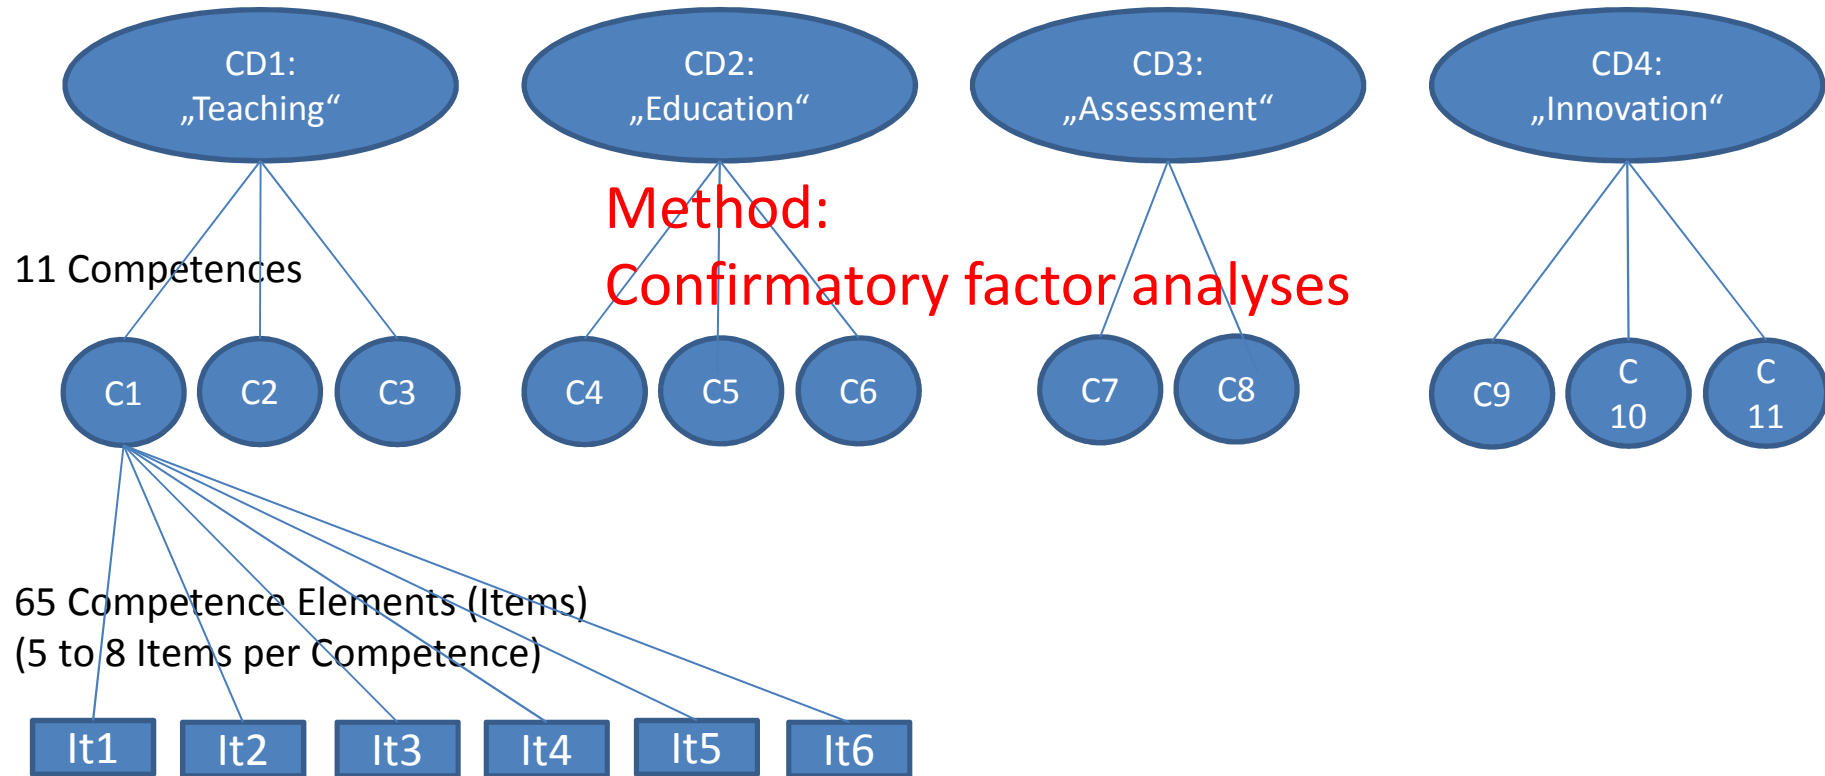 CD1:
„Teaching“
CD2:
„Education“
CD3:
„Assessment“
CD4:
„Innovation“
Method:
Confirmatory factor analyses
11 Competences
C1
C2
C3
C4
C5
C6
C7
C8
C9
C
10
C
11
65 Competence Elements (Items)
(5 to 8 Items per Competence)
It1
It2
It3
It4
It5
It6